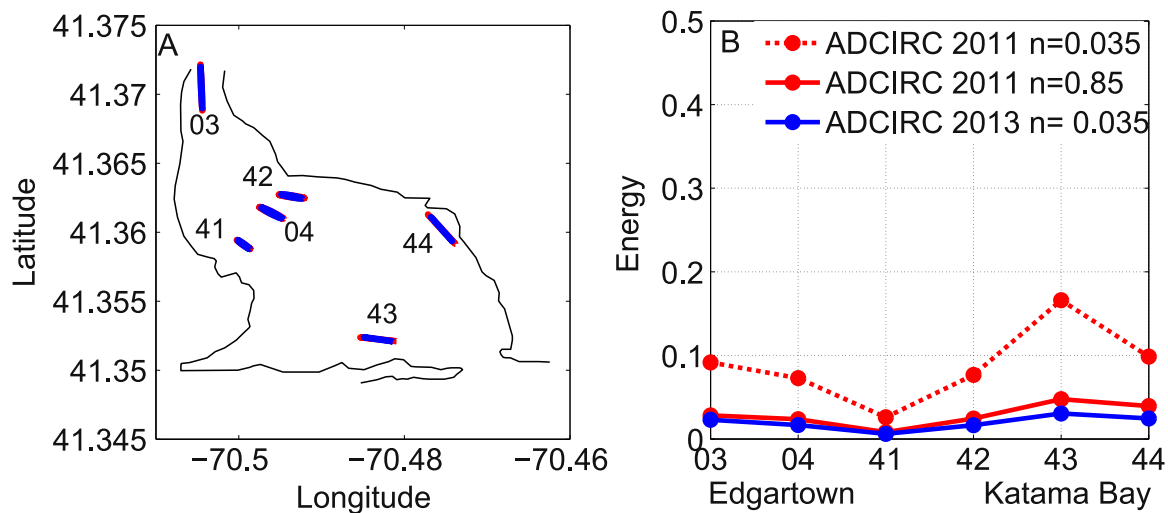 A
41.375
41.37
41.365
41.36
41.355
41.35
41.345
Latitude
03
42
04
41
44
43
−70.5
−70.48
−70.46
Longitude
B
ADCIRC 2011 n=0.035
ADCIRC 2011 n=0.85
ADCIRC 2013 n= 0.035
0.5
0.4
0.3
0.2
0.1
0
Energy
03 04 41 42 43 44
Edgartown Katama Bay